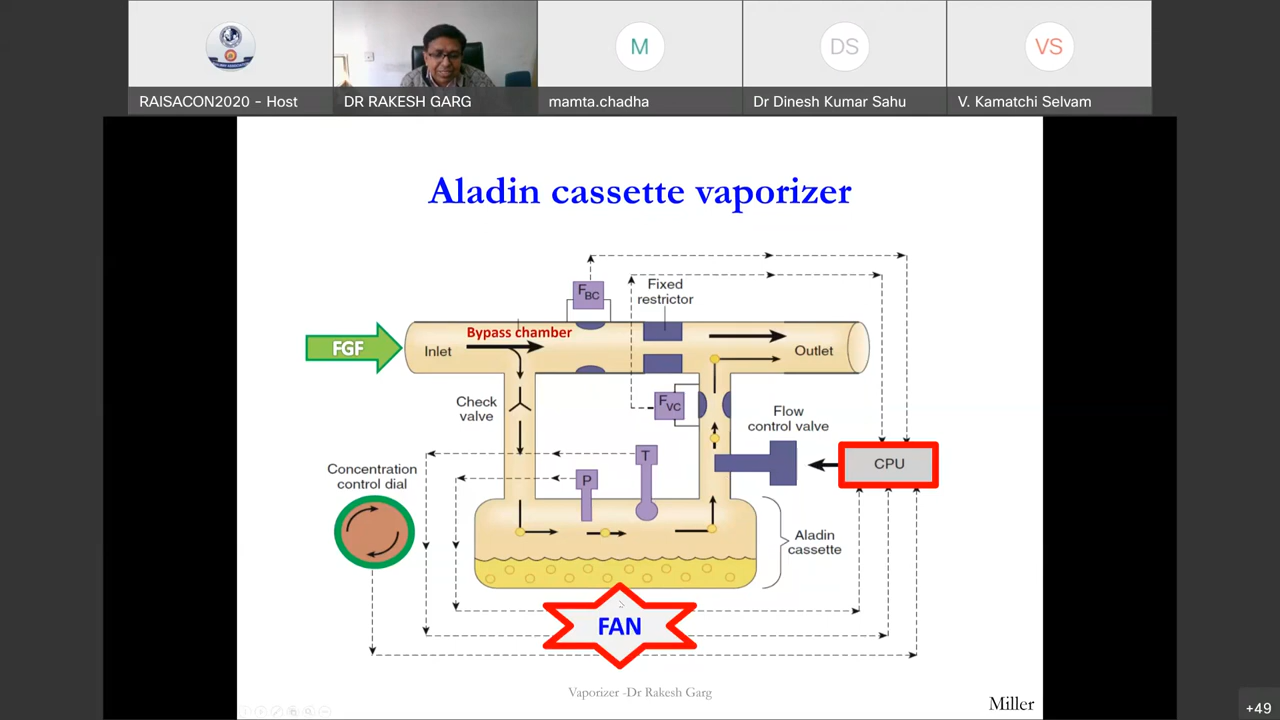 M
DS
VS
RAISACON2020 - Host
DR RAKESH GARG
mamta.chadha
Dr Dinesh Kumar Sahu
V. Kamatchi Selvam
Aladin cassette vaporizer
FBC
Fixed
restrictor
Bypass chamber
FGF
Inlet
Outlet
Check
valve
FVC
Flow
control valve
T
CPU
Concentration
control dial
P
Aladin
cassette
FAN
Vaporizer -Dr Rakesh Garg
Miller
+49